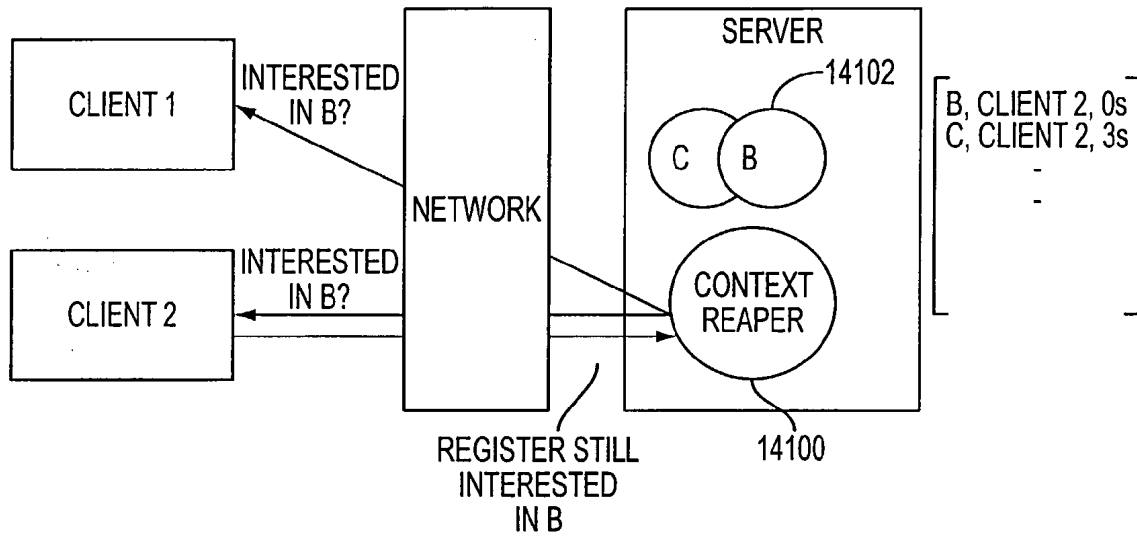 SERVER
14102
CLIENT 1
INTERESTED
IN B?
C
B
B, CLIENT 2, 0s
C, CLIENT 2, 3s
-
-
NETWORK
CLIENT 2
INTERESTED
IN B?
CONTEXT
REAPER
REGISTER STILL
INTERESTED
IN B
14100